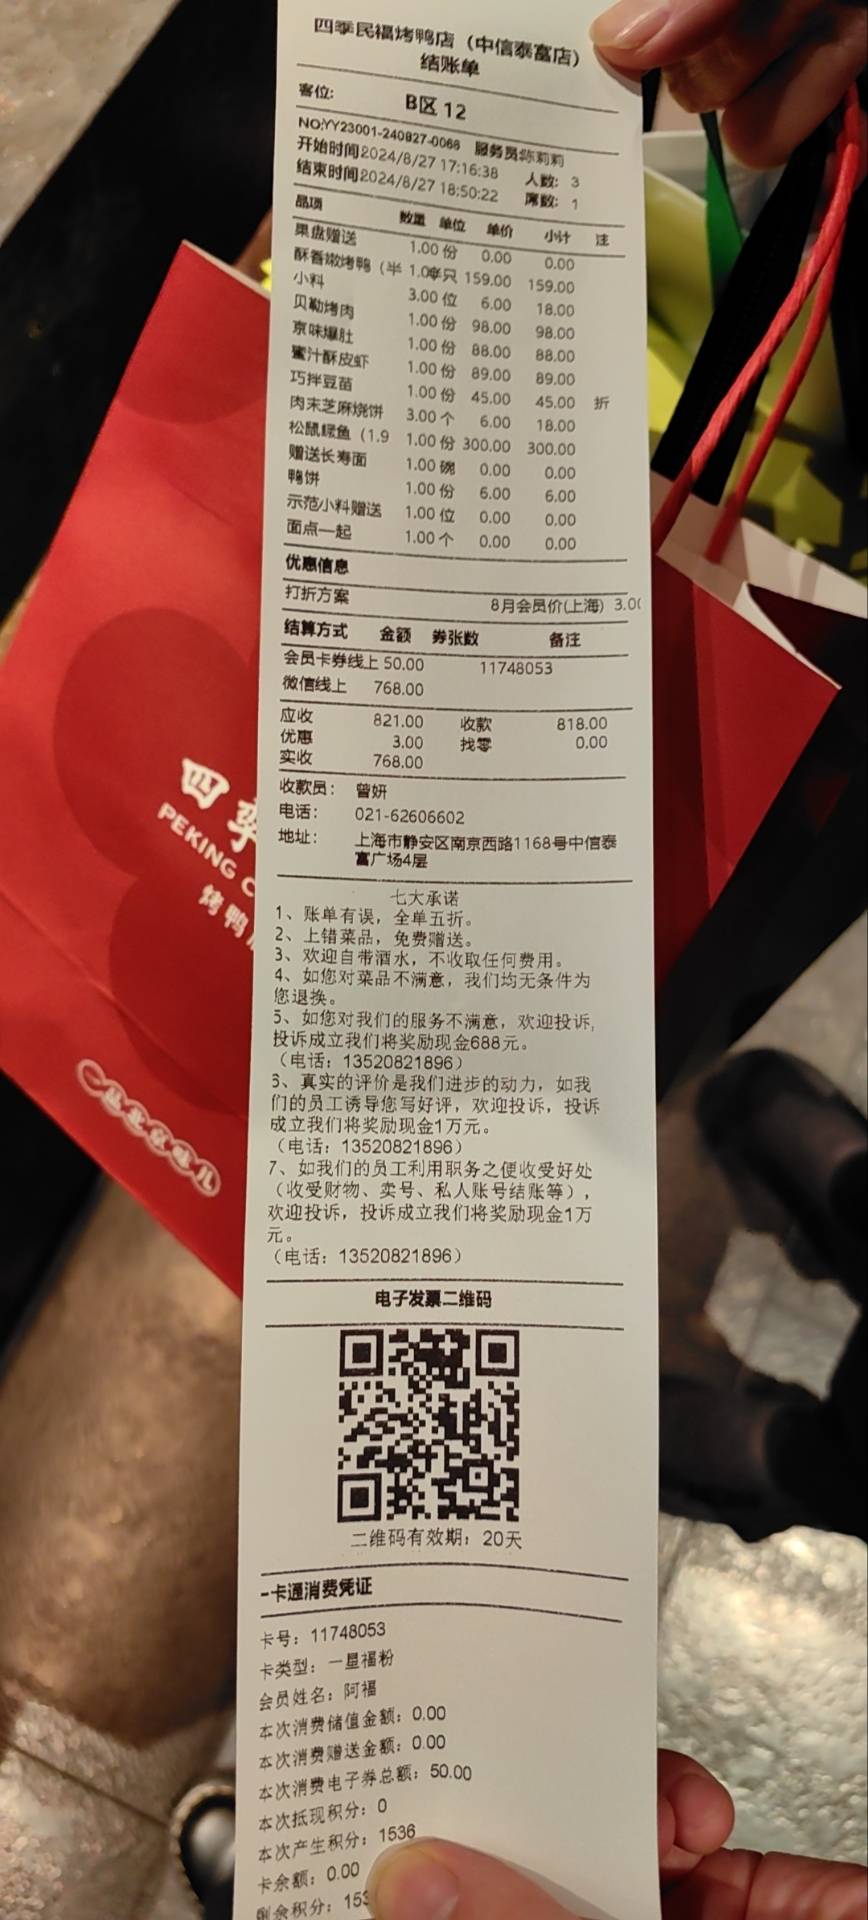 四季民福烤鸭店（中信泰富店）
结账单
客位： B区 12
NO:YY23001-240827-0068 服务员:陈莉莉
开始时间2024/8/27 17:16:38 人数： 3
结束时间2024/8/27 18:50:22 席数： 1
品项 数量 单位 单价 小计 注
果盘赠送 1.00 份 0.00 0.00
酥香嫩烤鸭（半 1.00 半只 159.00 159.00
小料 3.00 位 6.00 18.00
贝勒烤肉 1.00 份 98.00 98.00
京味爆肚 1.00 份 88.00 88.00
蜜汁酥皮虾 1.00 份 89.00 89.00
巧拌豆苗 1.00 份 45.00 45.00 折
肉末芝麻烧饼 3.00 个 6.00 18.00
松鼠鳜鱼（1.9 1.00 份 300.00 300.00
赠送长寿面 1.00 碗 0.00 0.00
鸭饼 1.00 份 6.00 6.00
示范小料赠送 1.00 位 0.00 0.00
面点一起 1.00 个 0.00 0.00
优惠信息
打折方案 8月会员价(上海) 3.00
结算方式 金额 券张数 备注
会员卡券线上 50.00 11748053
微信线上 768.00
应收 821.00 收款 818.00
优惠 3.00 找零 0.00
实收 768.00
收款员： 曾妍
电话： 021-62606602
地址： 上海市静安区南京西路1168号中信泰
富广场4层
七大承诺
1、账单有误，全单五折。
2、上错菜品，免费赠送。
3、欢迎自带酒水，不收取任何费用。
4、如您对菜品不满意，我们均无条件为
您退换。
5、如您对我们的服务不满意，欢迎投诉，
投诉成立我们将奖励现金688元。
（电话：13520821896）
6、真实的评价是我们进步的动力，如我
们的员工诱导您写好评，欢迎投诉，投诉
成立我们将奖励现金1万元。
（电话：13520821896）
7、如我们的员工利用职务之便收受好处
（收受财物、卖号、私人账号结账等），
欢迎投诉，投诉成立我们将奖励现金1万
元。
（电话：13520821896）
电子发票二维码
二维码有效期：20天
-卡通消费凭证
卡号：11748053
卡类型：一星福粉
会员姓名：阿福
本次消费储值金额：0.00
本次消费赠送金额：0.00
本次消费电子券总额：50.00
本次抵现积分：0
本次产生积分：1536
卡余额：0.00
剩余积分：153
四季
PEKING
烤鸭
一品北京味儿